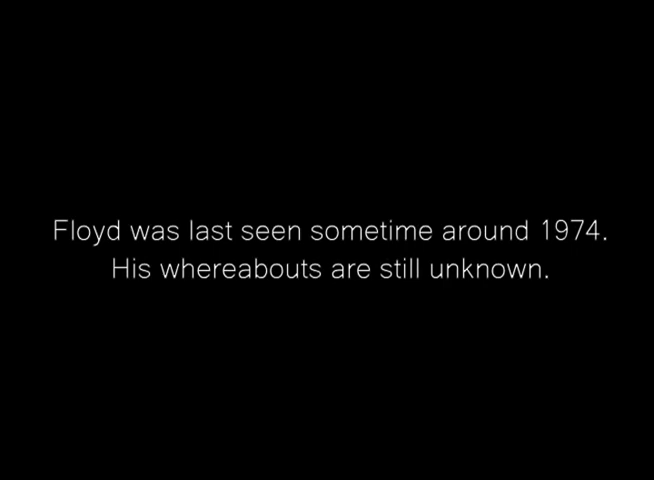 Floyd was last seen sometime around 1974.
His whereabouts are still unknown.